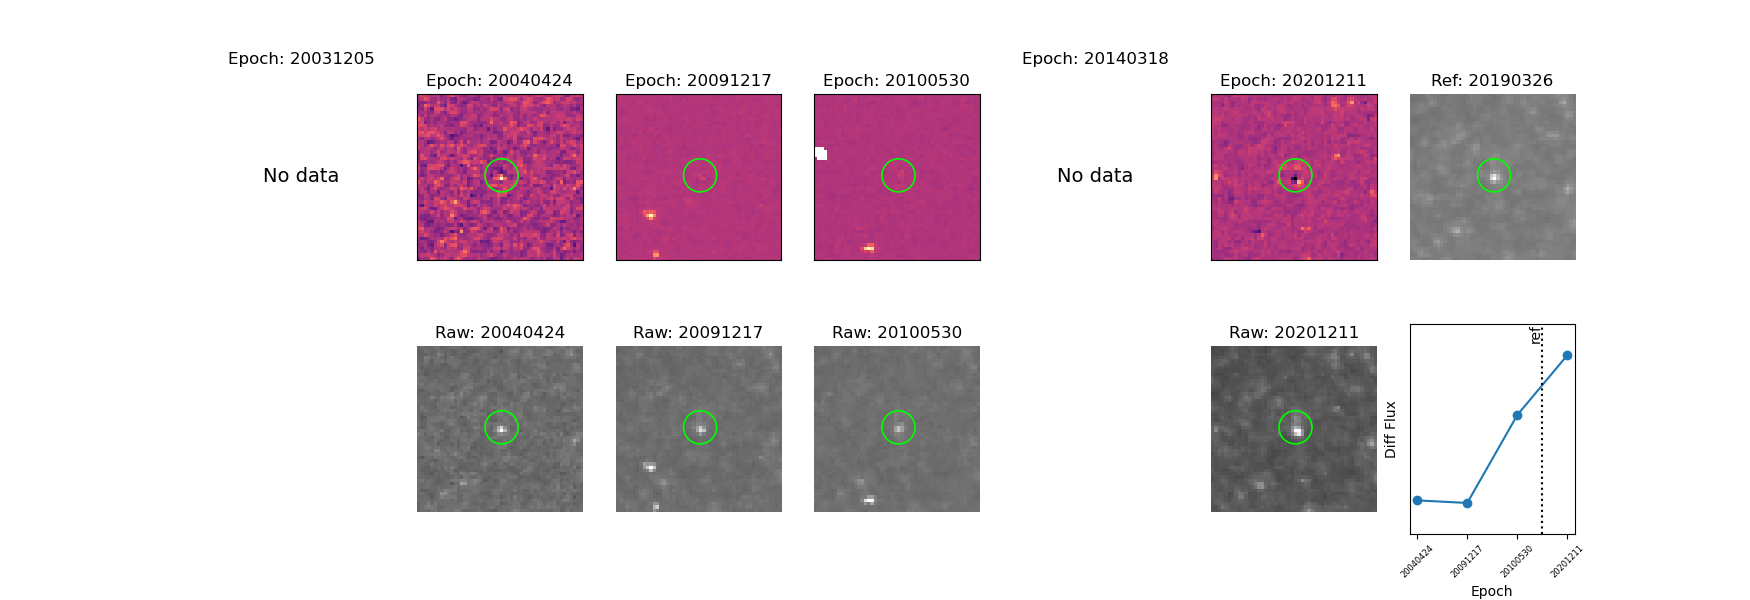 Epoch: 20031205
Epoch: 20040424
Epoch: 20091217
Epoch: 20100530
Epoch: 20140318
Epoch: 20201211
Ref: 20190326
No data
No data
Raw: 20040424
Raw: 20091217
Raw: 20100530
Raw: 20201211
ref
Diff Flux
20040424
20091217
20100530
20201211
Epoch